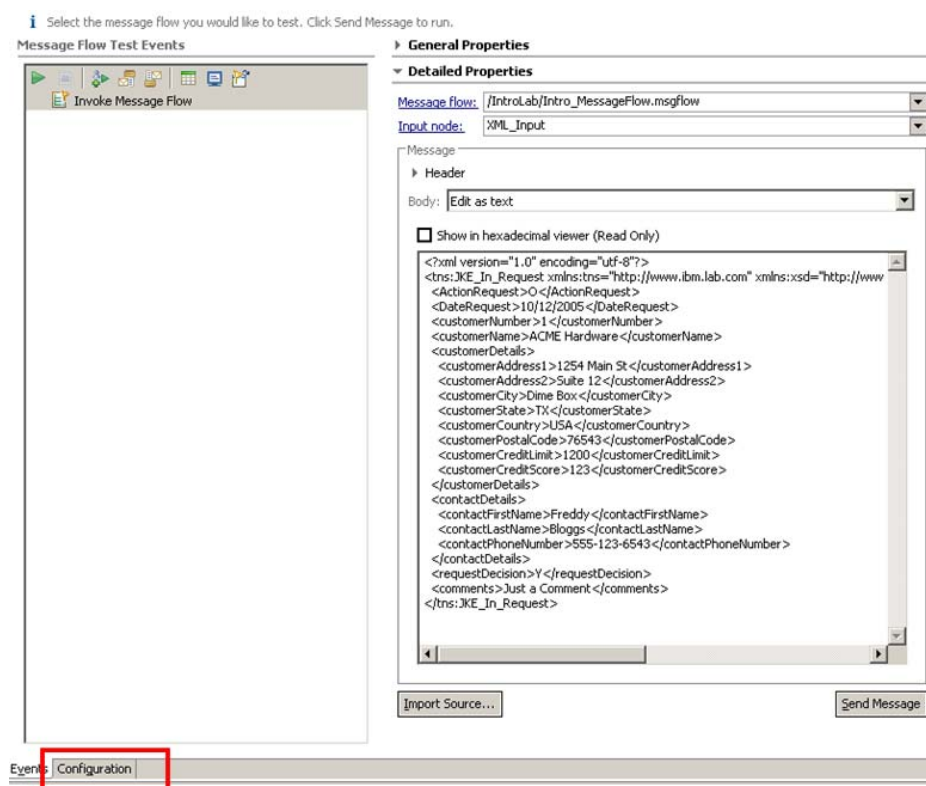 Select the message flow you would like to test. Click Send Message to run.
Message Flow Test Events
Invoke Message Flow
General Properties
Detailed Properties
Message flow: /IntroLab/Intro_MessageFlow.msgflow
Input node: XML_Input
Message
Header
Body: Edit as text
Show in hexadecimal viewer (Read Only)
<?xml version="1.0" encoding="utf-8"?>
<tns:JKE_In_Request xmlns:tns="http://www.ibm.lab.com" xmlns:xsd="http://www
<ActionRequest>O</ActionRequest>
<DateRequest>10/12/2005</DateRequest>
<customerNumber>1</customerNumber>
<customerName>ACME Hardware</customerName>
<customerDetails>
<customerAddress1>1254 Main St</customerAddress1>
<customerAddress2>Suite 12</customerAddress2>
<customerCity>Dime Box</customerCity>
<customerState>TX</customerState>
<customerCountry>USA</customerCountry>
<customerPostalCode>76543</customerPostalCode>
<customerCreditLimit>1200</customerCreditLimit>
<customerCreditScore>123</customerCreditScore>
</customerDetails>
<contactDetails>
<contactFirstName>Freddy</contactFirstName>
<contactLastName>Bloggs</contactLastName>
<contactPhoneNumber>555-123-6543</contactPhoneNumber>
</contactDetails>
<requestDecision>Y</requestDecision>
<comments>Just a Comment</comments>
</tns:JKE_In_Request>
Import Source...
Send Message
Events Configuration